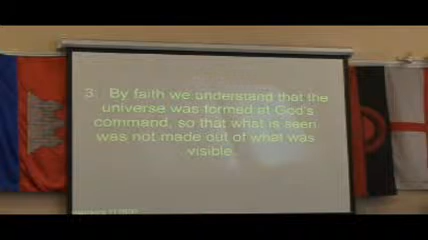 3 By faith we understand that the
universe was formed at God's
command, so that what is seen
was not made out of what was
visible.